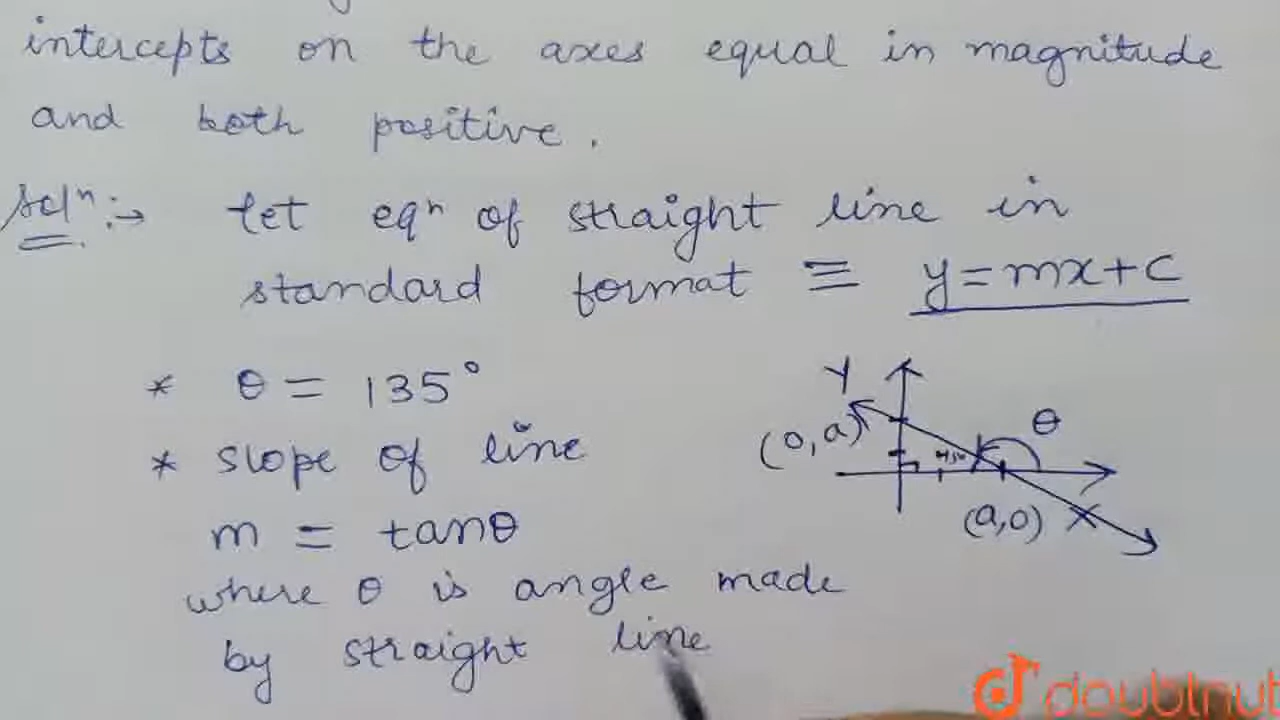 intercepts on the axes equal in magnitude
and both positive.
Solⁿ:→ let eqⁿ of straight line in
standard format ≡ y=mx+c
* θ = 135°
* slope of line
m = tanθ
where θ is angle made
by straight line
Y
(0,a)
45°
θ
(a,0)
X
doubtnut